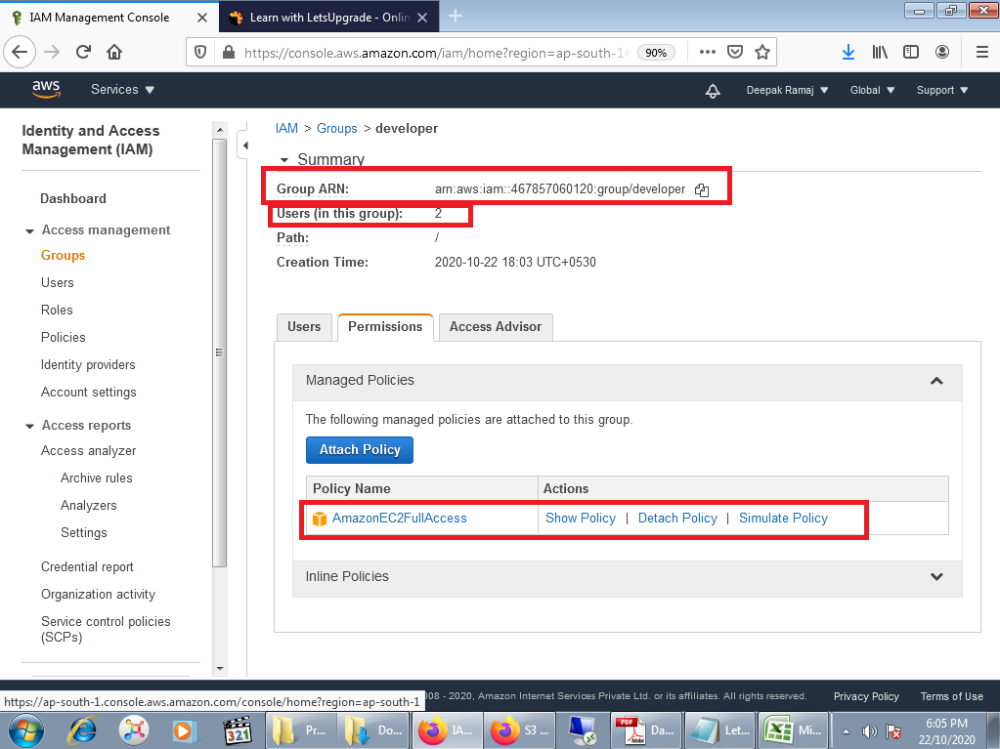 IAM Management Console
Learn with LetsUpgrade - Onlin
https://console.aws.amazon.com/iam/home?region=ap-south-1#
90%
aws
Services
Deepak Ramaj
Global
Support
Identity and Access
Management (IAM)
Dashboard
Access management
Groups
Users
Roles
Policies
Identity providers
Account settings
Access reports
Access analyzer
Archive rules
Analyzers
Settings
Credential report
Organization activity
Service control policies
(SCPs)
IAM > Groups > developer
Summary
Group ARN: arn:aws:iam::467857060120:group/developer
Users (in this group): 2
Path: /
Creation Time: 2020-10-22 18:03 UTC+0530
Users Permissions Access Advisor
Managed Policies
The following managed policies are attached to this group.
Attach Policy
Policy Name Actions
AmazonEC2FullAccess Show Policy | Detach Policy | Simulate Policy
Inline Policies
https://ap-south-1.console.aws.amazon.com/console/home?region=ap-south-1
008 - 2020, Amazon Internet Services Private Ltd. or its affiliates. All rights reserved. Privacy Policy Terms of Use
321
Pr...
Do...
IA...
S3 ...
PDF
Adobe
Da...
Let...
Mi...
6:05 PM
22/10/2020